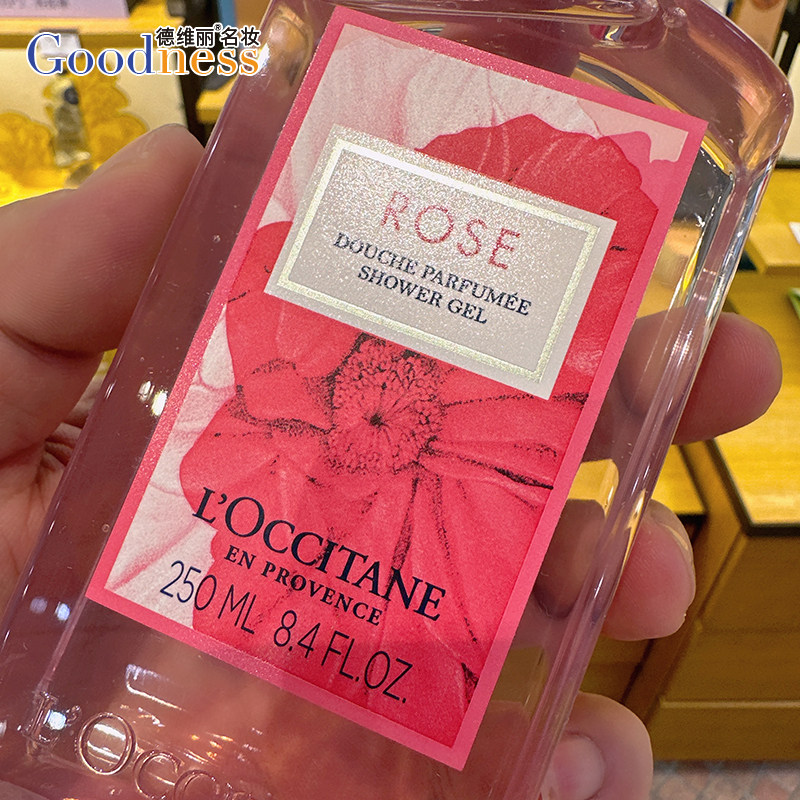 德维丽®名妆
Goodness
ROSE
DOUCHE PARFUMÉE
SHOWER GEL
L'OCCITANE
EN PROVENCE
250 ML 8.4 FL.OZ.
L'OCC